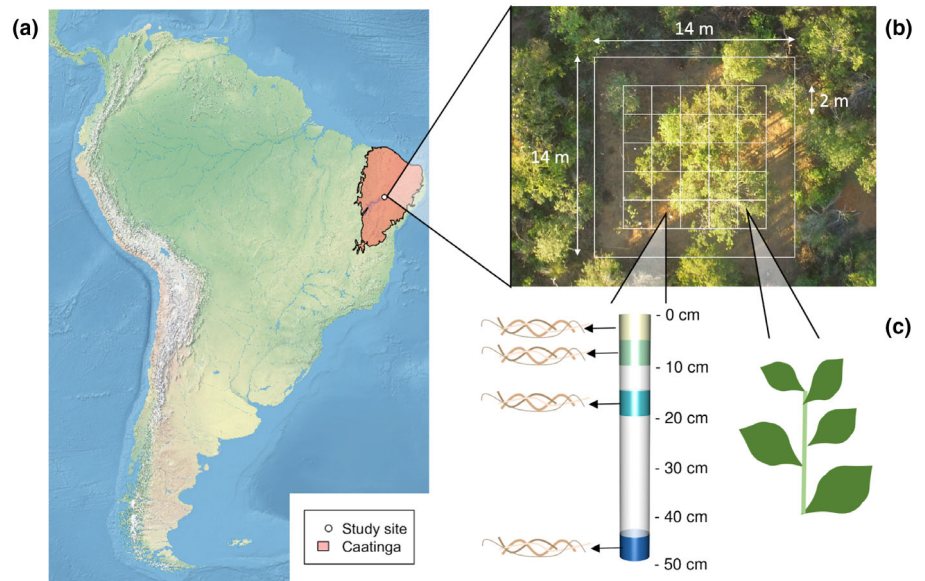 (a)
Study site
Caatinga
(b)
14 m
14 m
2 m
(c)
- 0 cm
- 10 cm
- 20 cm
- 30 cm
- 40 cm
- 50 cm